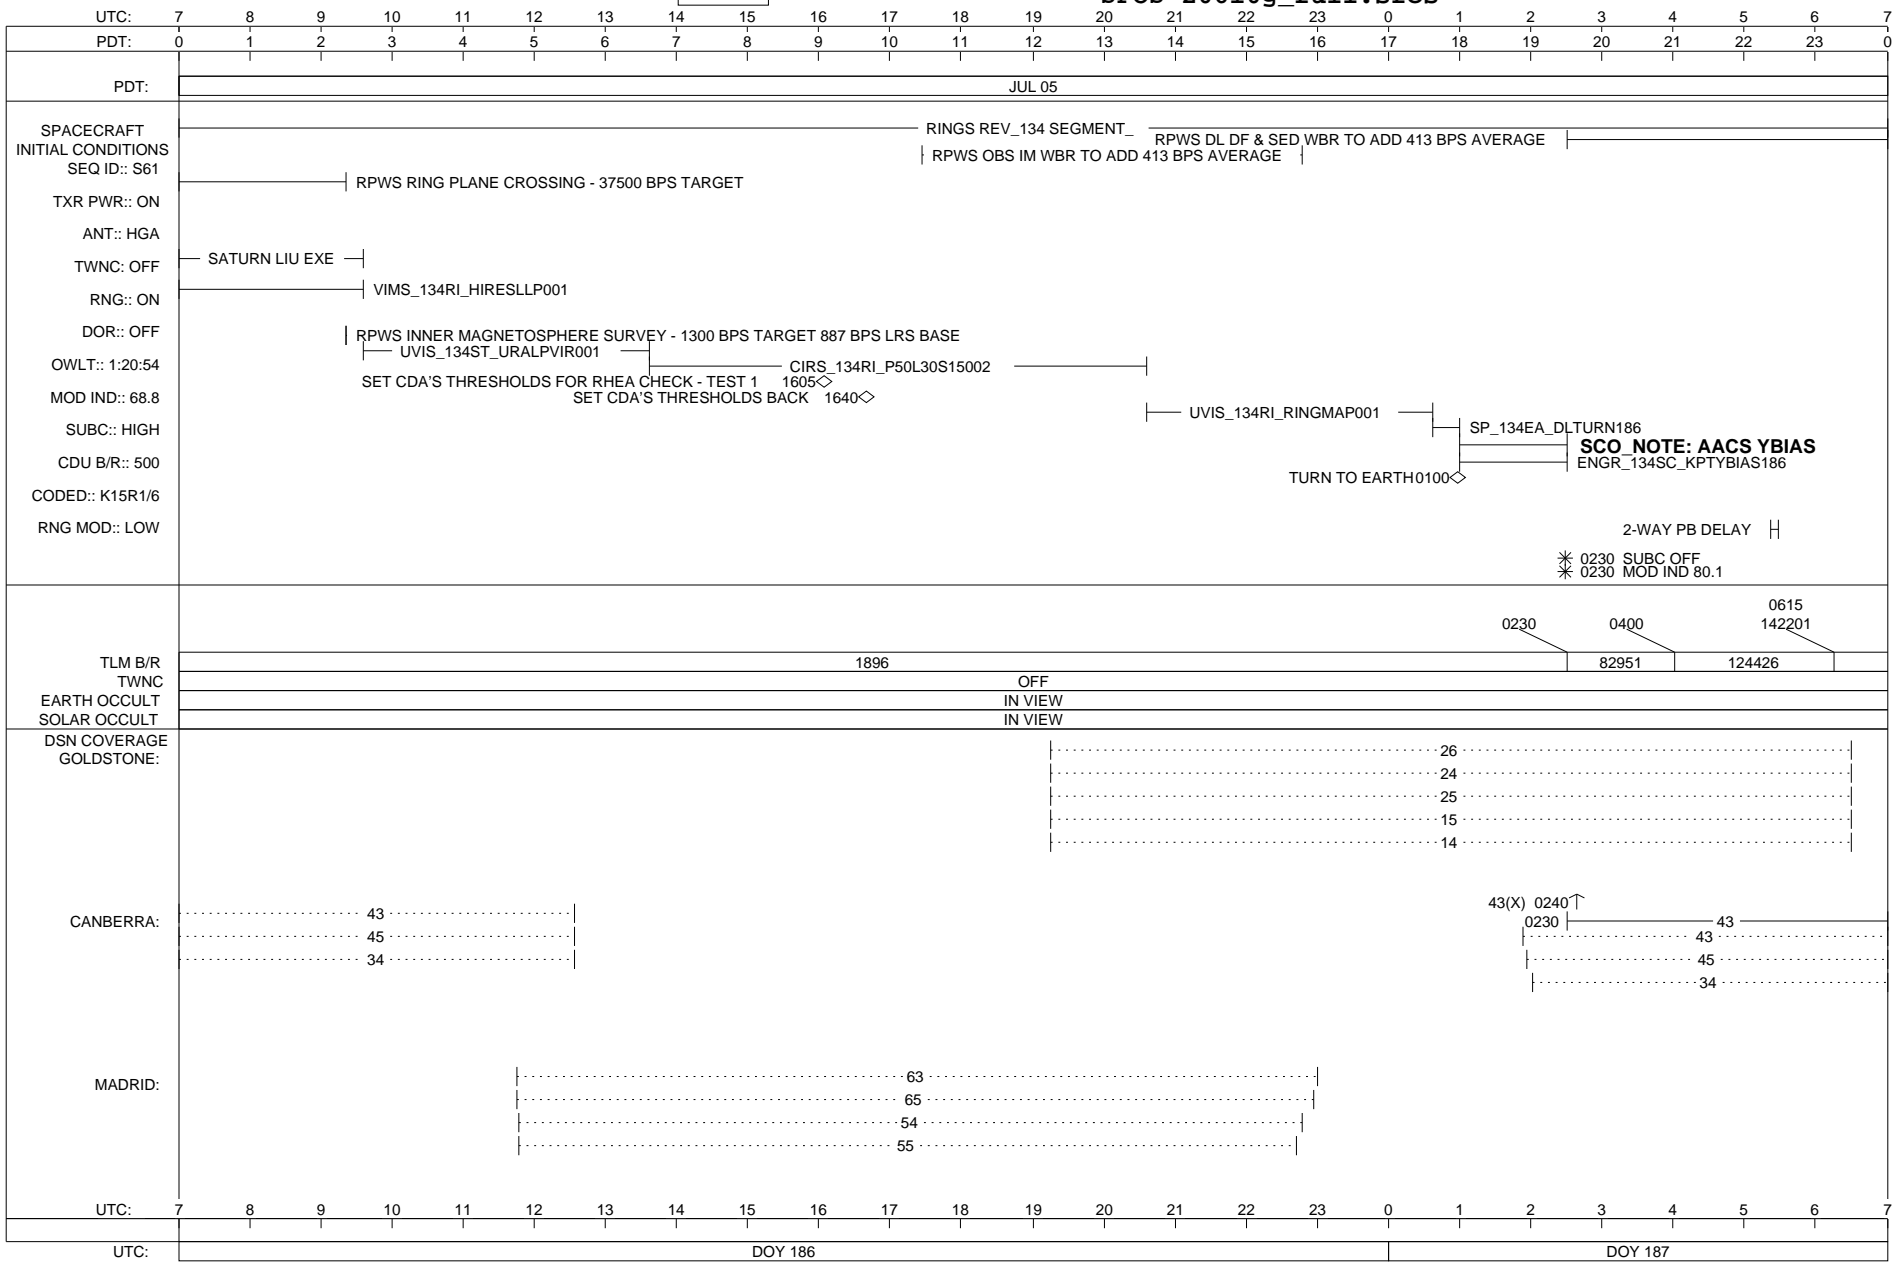 UTC: 7 8 9 10 11 12 13 14 15 16 17 18 19 20 21 22 23 0 1 2 3 4 5 6 7
PDT: 0 1 2 3 4 5 6 7 8 9 10 11 12 13 14 15 16 17 18 19 20 21 22 23 0
PDT: JUL 05
SPACECRAFT
INITIAL CONDITIONS
SEQ ID:: S61
TXR PWR:: ON
ANT:: HGA
TWNC: OFF
RNG:: ON
DOR:: OFF
OWLT:: 1:20:54
MOD IND:: 68.8
SUBC:: HIGH
CDU B/R:: 500
CODED:: K15R1/6
RNG MOD:: LOW
RINGS REV_134 SEGMENT_
RPWS DL DF & SED WBR TO ADD 413 BPS AVERAGE
RPWS OBS IM WBR TO ADD 413 BPS AVERAGE
RPWS RING PLANE CROSSING - 37500 BPS TARGET
SATURN LIU EXE
VIMS_134RI_HIRESLLP001
RPWS INNER MAGNETOSPHERE SURVEY - 1300 BPS TARGET 887 BPS LRS BASE
UVIS_134ST_URALPVIR001
CIRS_134RI_P50L30S15002
SET CDA'S THRESHOLDS FOR RHEA CHECK - TEST 1 1605
SET CDA'S THRESHOLDS BACK 1640
UVIS_134RI_RINGMAP001
SP_134EA_DLTURN186
SCO_NOTE: AACS YBIAS
ENGR_134SC_KPTYBIAS186
TURN TO EARTH 0100
2-WAY PB DELAY
0230 SUBC OFF
0230 MOD IND 80.1
0615
0230 0400 142201
TLM B/R 1896 82951 124426
TWNC OFF
EARTH OCCULT IN VIEW
SOLAR OCCULT IN VIEW
DSN COVERAGE
GOLDSTONE:
26
24
25
15
14
CANBERRA:
43
45
34
43(X) 0240
0230 43
43
45
34
MADRID:
63
65
54
55
UTC: 7 8 9 10 11 12 13 14 15 16 17 18 19 20 21 22 23 0 1 2 3 4 5 6 7
UTC: DOY 186 DOY 187